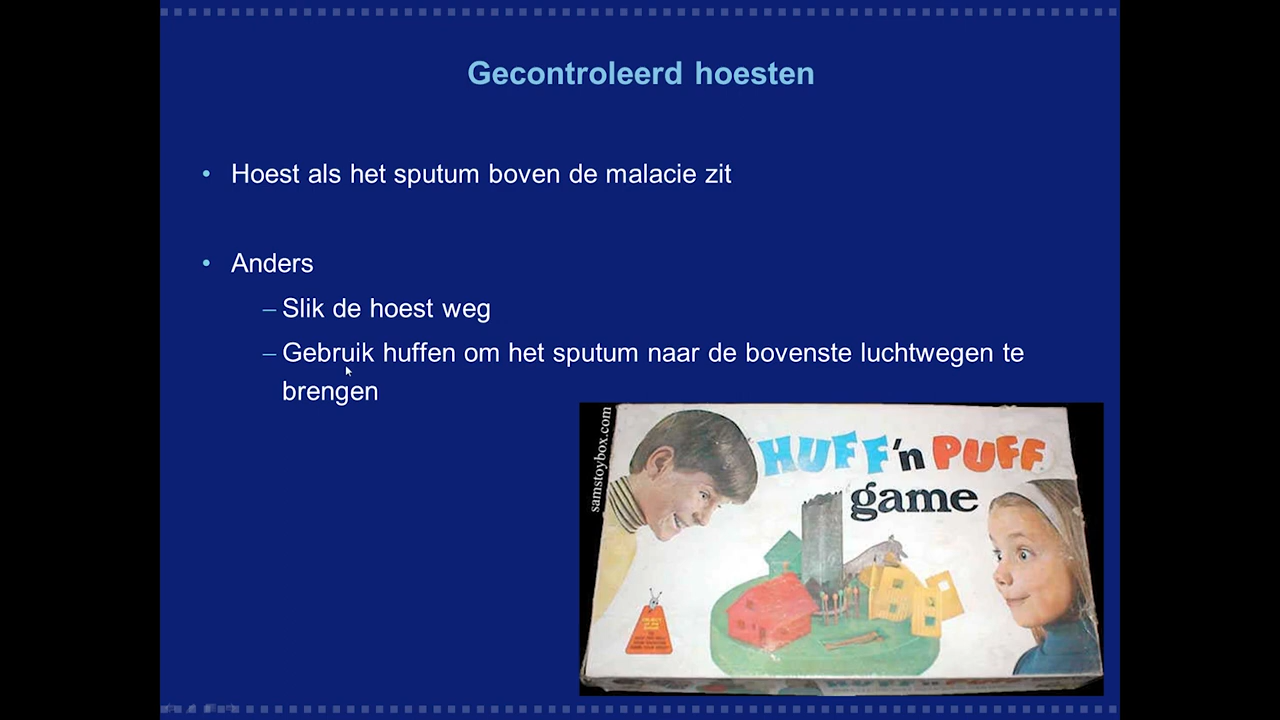 Gecontroleerd hoesten
• Hoest als het sputum boven de malacie zit
• Anders
– Slik de hoest weg
– Gebruik huffen om het sputum naar de bovenste luchtwegen te
brengen
samstoybox.com
HUFF'n PUFF
game